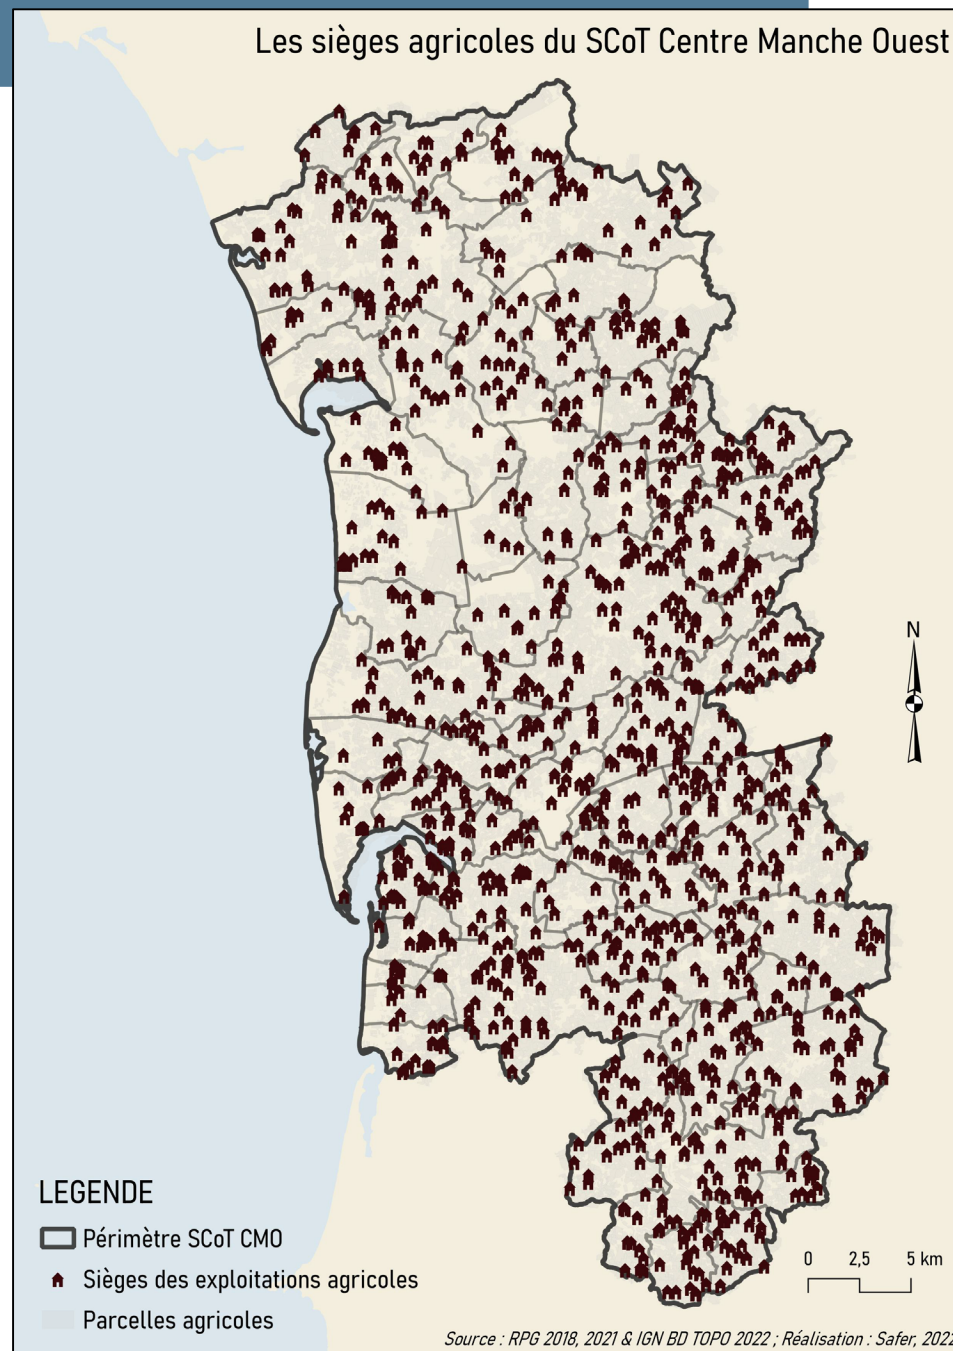 Les sièges agricoles du SCoT Centre Manche Ouest
N
LEGENDE
Périmètre SCoT CMO
Sièges des exploitations agricoles
Parcelles agricoles
0 2,5 5 km
Source : RPG 2018, 2021 & IGN BD TOPO 2022 ; Réalisation : Safer, 2022